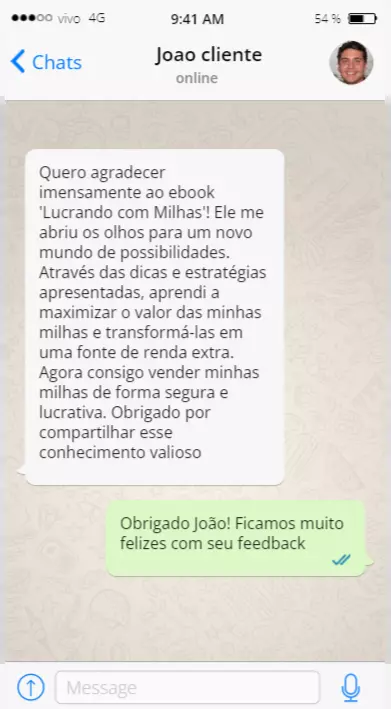 vivo 4G 9:41 AM 54 %
Chats
Joao cliente
online
Quero agradecer
imensamente ao ebook
'Lucrando com Milhas'! Ele me
abriu os olhos para um novo
mundo de possibilidades.
Através das dicas e estratégias
apresentadas, aprendi a
maximizar o valor das minhas
milhas e transformá-las em
uma fonte de renda extra.
Agora consigo vender minhas
milhas de forma segura e
lucrativa. Obrigado por
compartilhar esse
conhecimento valioso
Obrigado João! Ficamos muito
felizes com seu feedback
Message